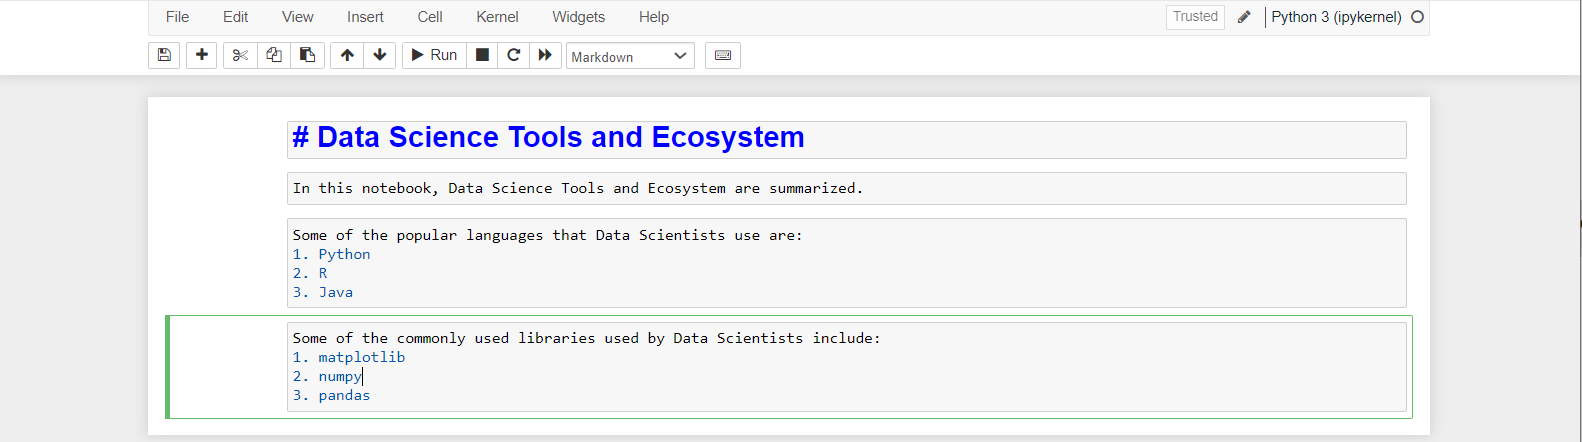 File Edit View Insert Cell Kernel Widgets Help Trusted Python 3 (ipykernel)
Run Markdown
# Data Science Tools and Ecosystem
In this notebook, Data Science Tools and Ecosystem are summarized.
Some of the popular languages that Data Scientists use are:
1. Python
2. R
3. Java
Some of the commonly used libraries used by Data Scientists include:
1. matplotlib
2. numpy
3. pandas